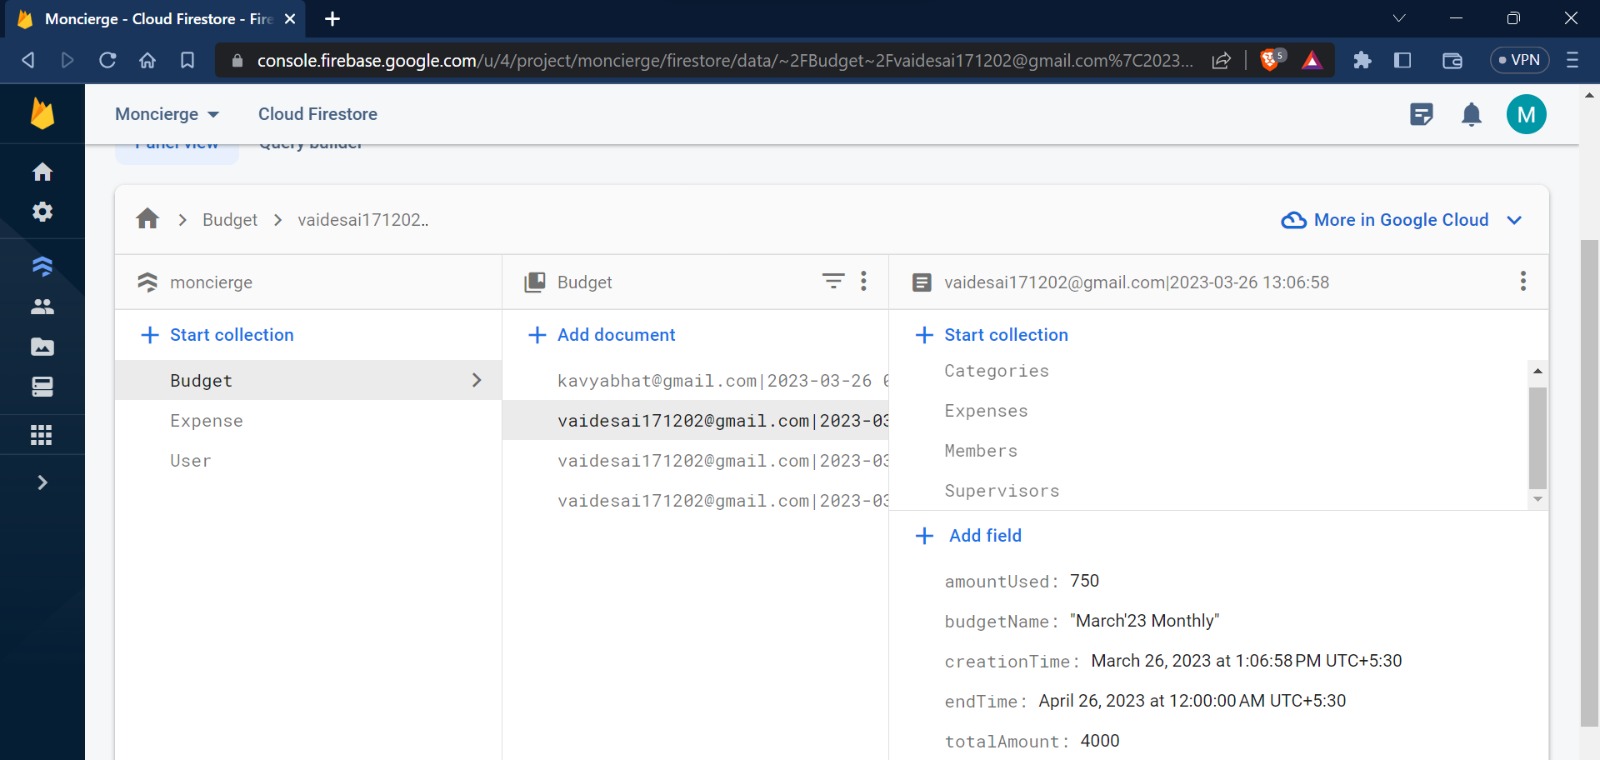 Moncierge - Cloud Firestore - Fire
console.firebase.google.com/u/4/project/moncierge/firestore/data/~2FBudget~2Fvaidesai171202@gmail.com%7C2023...
5
VPN
Moncierge
Cloud Firestore
M
Panel view
Query builder
Budget
vaidesai171202..
More in Google Cloud
moncierge
Budget
vaidesai171202@gmail.com|2023-03-26 13:06:58
+ Start collection
+ Add document
+ Start collection
Budget
Expense
User
kavyabhat@gmail.com|2023-03-26
vaidesai171202@gmail.com|2023-03
vaidesai171202@gmail.com|2023-03
vaidesai171202@gmail.com|2023-03
Categories
Expenses
Members
Supervisors
+ Add field
amountUsed: 750
budgetName: "March'23 Monthly"
creationTime: March 26, 2023 at 1:06:58 PM UTC+5:30
endTime: April 26, 2023 at 12:00:00 AM UTC+5:30
totalAmount: 4000